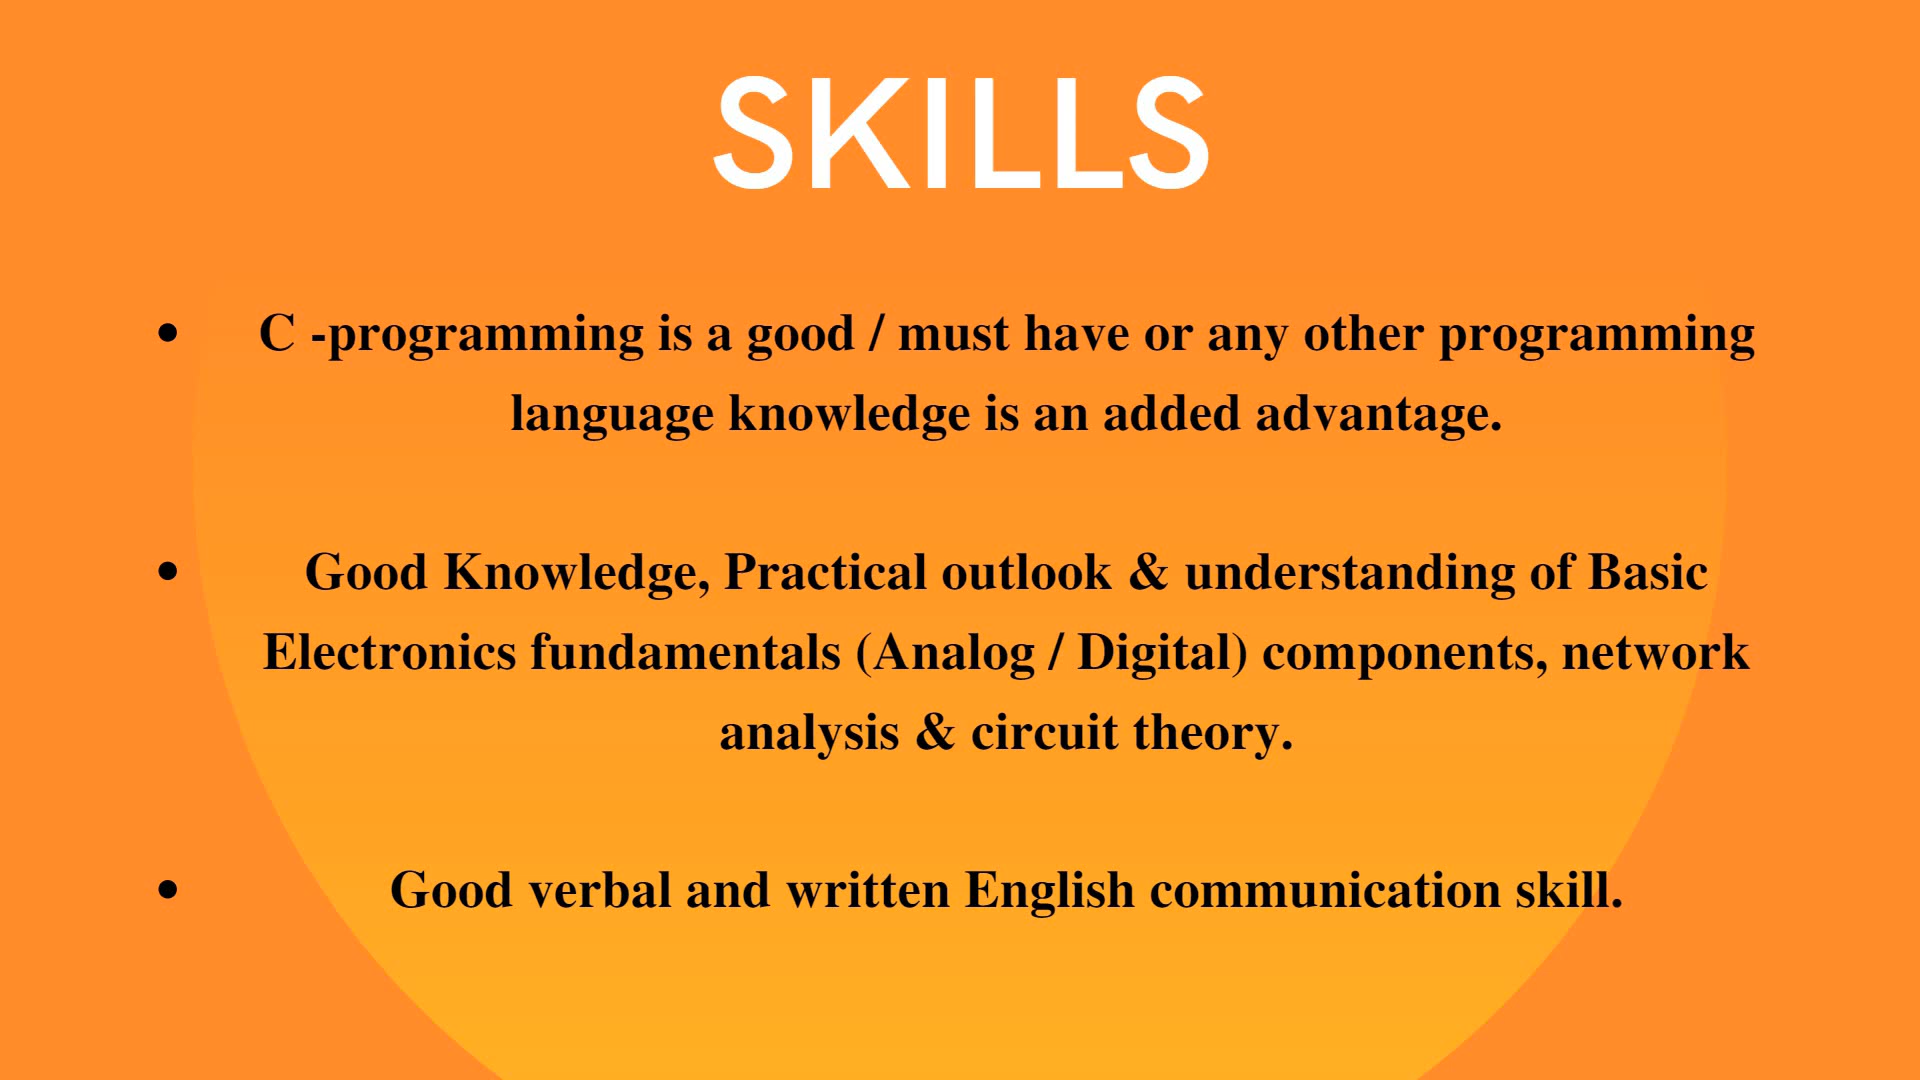 SKILLS
• C -programming is a good / must have or any other programming
language knowledge is an added advantage.
• Good Knowledge, Practical outlook & understanding of Basic
Electronics fundamentals (Analog / Digital) components, network
analysis & circuit theory.
• Good verbal and written English communication skill.